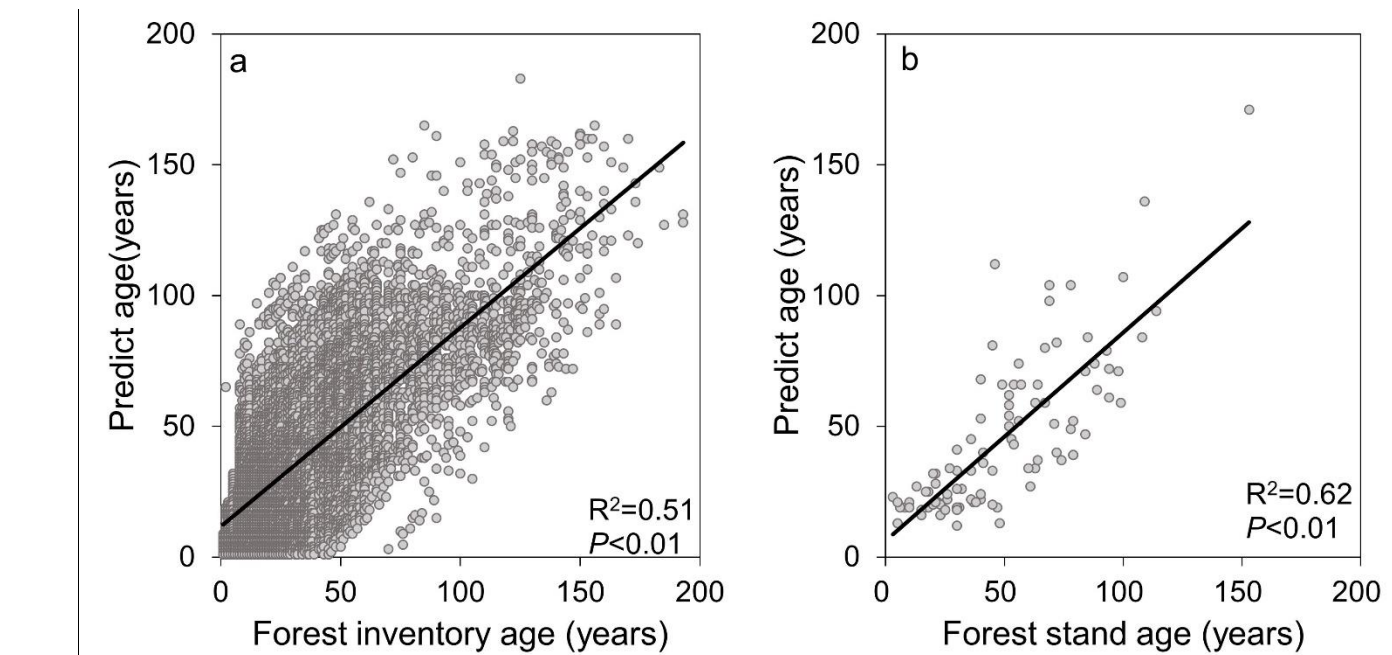 a
200
150
100
50
0
Predict age(years)
R²=0.51
P<0.01
0 50 100 150 200
Forest inventory age (years)
b
200
150
100
50
0
Predict age (years)
R²=0.62
P<0.01
0 50 100 150 200
Forest stand age (years)